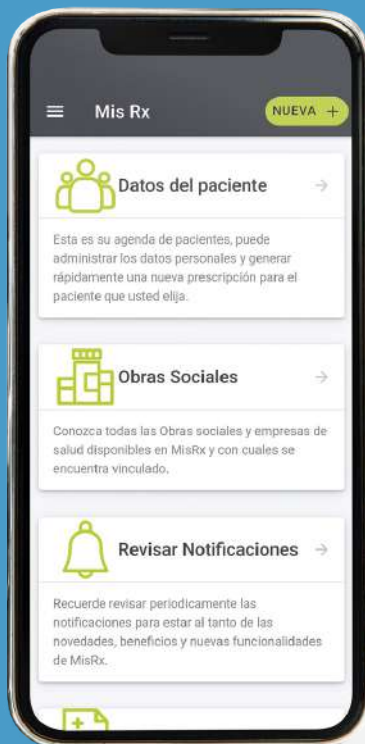 Mis Rx
NUEVA +
Datos del paciente
Esta es su agenda de pacientes, puede
administrar los datos personales y generar
rápidamente una nueva prescripción para el
paciente que usted elija.
Obras Sociales
Conozca todas las Obras sociales y empresas de
salud disponibles en MisRx y con cuales se
encuentra vinculado.
Revisar Notificaciones
Recuerde revisar periodicamente las
notificaciones para estar al tanto de las
novedades, beneficios y nuevas funcionalidades
de MisRx.